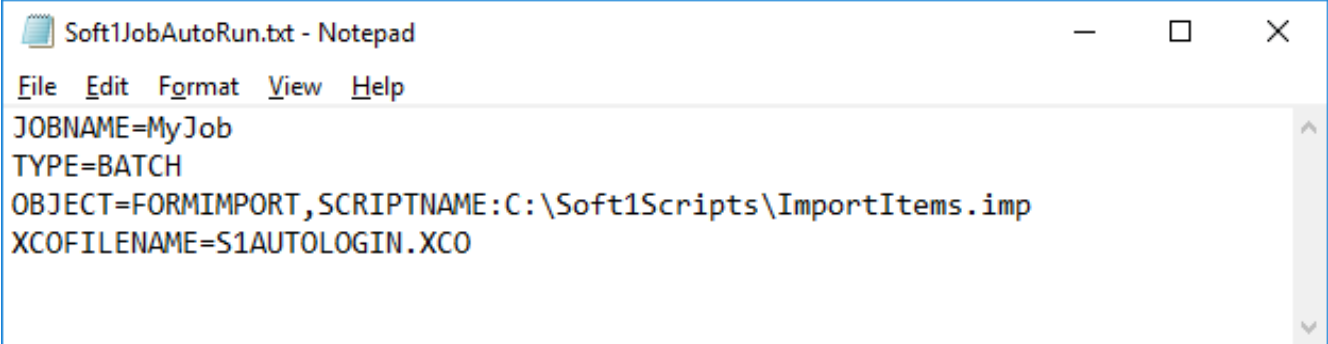 Soft1JobAutoRun.txt - Notepad
File Edit Format View Help
JOBNAME=MyJob
TYPE=BATCH
OBJECT=FORMIMPORT,SCRIPTNAME:C:\Soft1Scripts\ImportItems.imp
XCOFILENAME=S1AUTOLOGIN.XCO